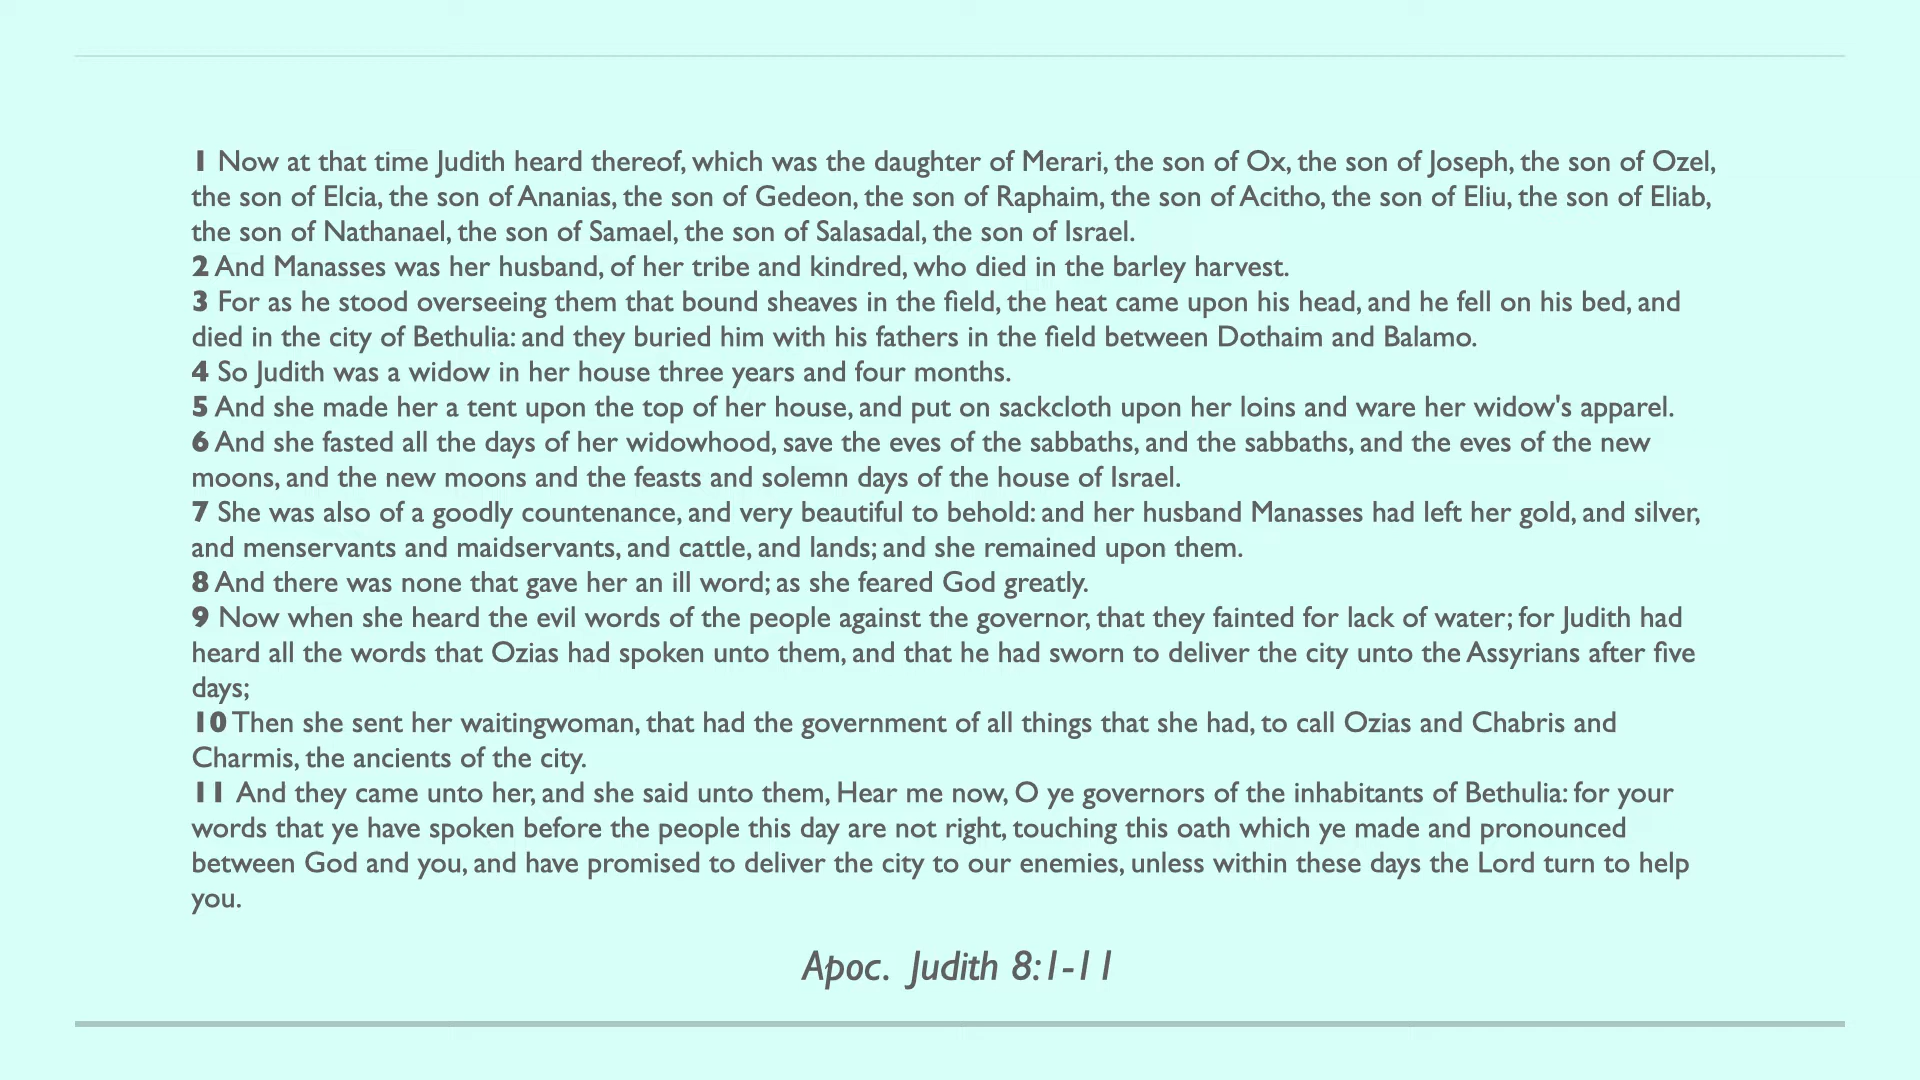 1 Now at that time Judith heard thereof, which was the daughter of Merari, the son of Ox, the son of Joseph, the son of Ozel,
the son of Elcia, the son of Ananias, the son of Gedeon, the son of Raphaim, the son of Acitho, the son of Eliu, the son of Eliab,
the son of Nathanael, the son of Samael, the son of Salasadal, the son of Israel.
2 And Manasses was her husband, of her tribe and kindred, who died in the barley harvest.
3 For as he stood overseeing them that bound sheaves in the field, the heat came upon his head, and he fell on his bed, and
died in the city of Bethulia: and they buried him with his fathers in the field between Dothaim and Balamo.
4 So Judith was a widow in her house three years and four months.
5 And she made her a tent upon the top of her house, and put on sackcloth upon her loins and ware her widow's apparel.
6 And she fasted all the days of her widowhood, save the eves of the sabbaths, and the sabbaths, and the eves of the new
moons, and the new moons and the feasts and solemn days of the house of Israel.
7 She was also of a goodly countenance, and very beautiful to behold: and her husband Manasses had left her gold, and silver,
and menservants and maidservants, and cattle, and lands; and she remained upon them.
8 And there was none that gave her an ill word; as she feared God greatly.
9 Now when she heard the evil words of the people against the governor, that they fainted for lack of water; for Judith had
heard all the words that Ozias had spoken unto them, and that he had sworn to deliver the city unto the Assyrians after five
days;
10 Then she sent her waitingwoman, that had the government of all things that she had, to call Ozias and Chabris and
Charmis, the ancients of the city.
11 And they came unto her, and she said unto them, Hear me now, O ye governors of the inhabitants of Bethulia: for your
words that ye have spoken before the people this day are not right, touching this oath which ye made and pronounced
between God and you, and have promised to deliver the city to our enemies, unless within these days the Lord turn to help
you.
Apoc. Judith 8:1-11